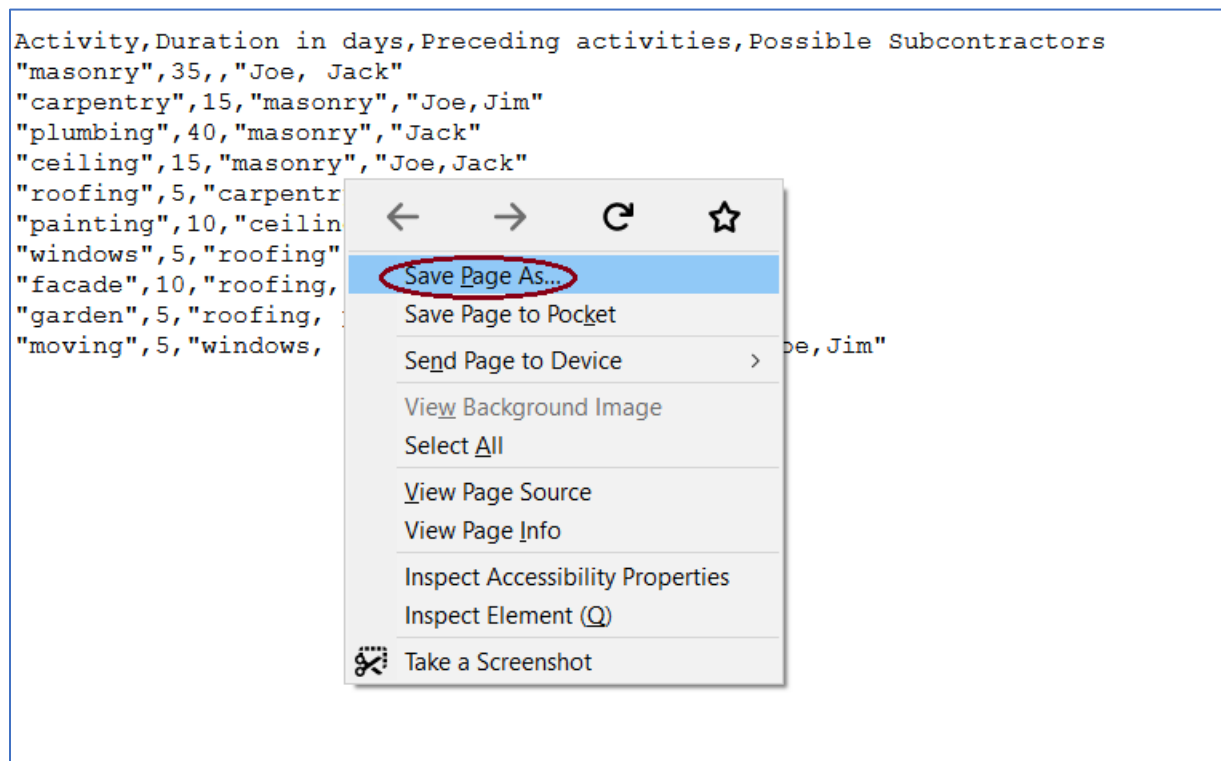 Activity,Duration in days,Preceding activities,Possible Subcontractors
"masonry",35,,"Joe, Jack"
"carpentry",15,"masonry","Joe,Jim"
"plumbing",40,"masonry","Jack"
"ceiling",15,"masonry","Joe,Jack"
"roofing",5,"carpentr
"painting",10,"ceilin
"windows",5,"roofing"
"facade",10,"roofing,
"garden",5,"roofing,
"moving",5,"windows, oe,Jim"
Save Page As...
Save Page to Pocket
Send Page to Device
View Background Image
Select All
View Page Source
View Page Info
Inspect Accessibility Properties
Inspect Element (Q)
Take a Screenshot